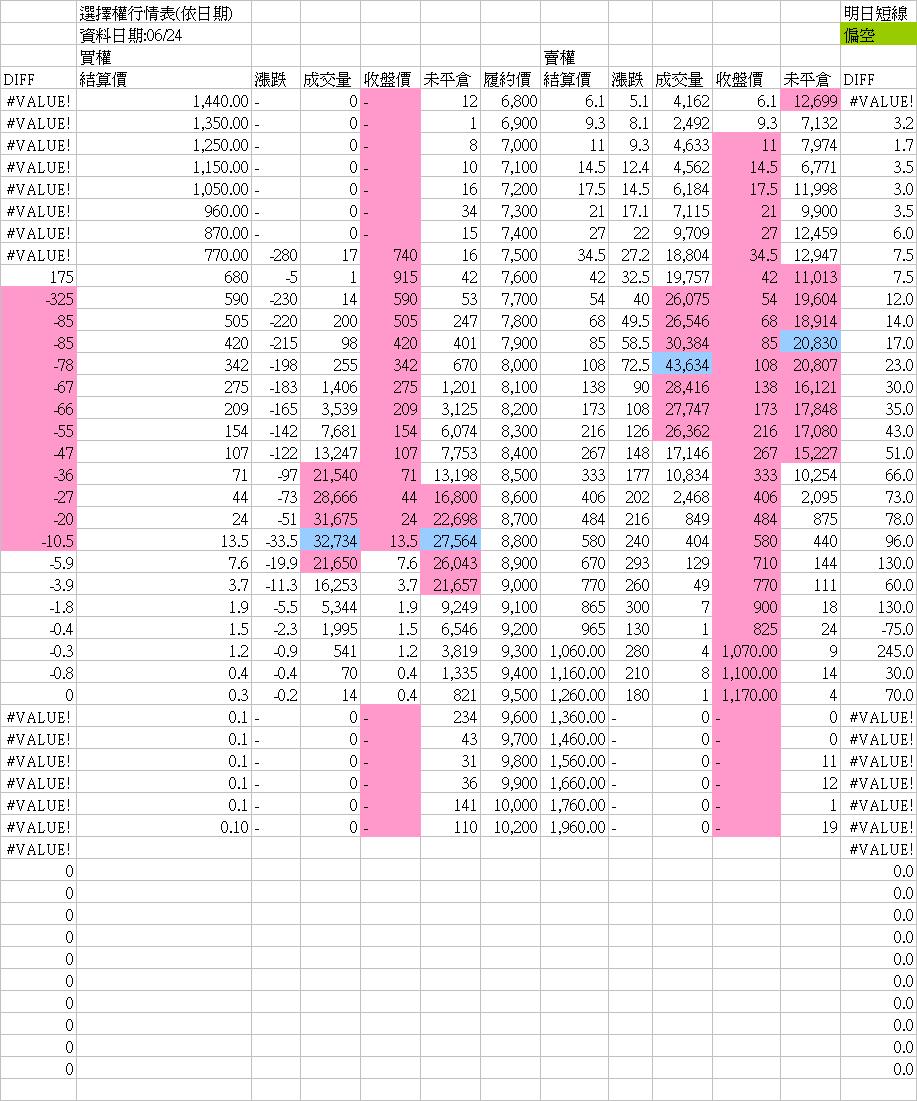 選擇權行情表(依日期) 明日短線
資料日期:06/24 偏空
買權 賣權
DIFF 結算價 漲跌 成交量 收盤價 未平倉 履約價 結算價 漲跌 成交量 收盤價 未平倉 DIFF
#VALUE! 1,440.00 - 0 - 12 6,800 6.1 5.1 4,162 6.1 12,699 #VALUE!
#VALUE! 1,350.00 - 0 - 1 6,900 9.3 8.1 2,492 9.3 7,132 3.2
#VALUE! 1,250.00 - 0 - 8 7,000 11 9.3 4,633 11 7,974 1.7
#VALUE! 1,150.00 - 0 - 10 7,100 14.5 12.4 4,562 14.5 6,771 3.5
#VALUE! 1,050.00 - 0 - 16 7,200 17.5 14.5 6,184 17.5 11,998 3.0
#VALUE! 960.00 - 0 - 34 7,300 21 17.1 7,115 21 9,900 3.5
#VALUE! 870.00 - 0 - 15 7,400 27 22 9,709 27 12,459 6.0
#VALUE! 770.00 -280 17 740 16 7,500 34.5 27.2 18,804 34.5 12,947 7.5
175 680 -5 1 915 42 7,600 42 32.5 19,757 42 11,013 7.5
-325 590 -230 14 590 53 7,700 54 40 26,075 54 19,604 12.0
-85 505 -220 200 505 247 7,800 68 49.5 26,546 68 18,914 14.0
-85 420 -215 98 420 401 7,900 85 58.5 30,384 85 20,830 17.0
-78 342 -198 255 342 670 8,000 108 72.5 43,634 108 20,807 23.0
-67 275 -183 1,406 275 1,201 8,100 138 90 28,416 138 16,121 30.0
-66 209 -165 3,539 209 3,125 8,200 173 108 27,747 173 17,848 35.0
-55 154 -142 7,681 154 6,074 8,300 216 126 26,362 216 17,080 43.0
-47 107 -122 13,247 107 7,753 8,400 267 148 17,146 267 15,227 51.0
-36 71 -97 21,540 71 13,198 8,500 333 177 10,834 333 10,254 66.0
-27 44 -73 28,666 44 16,800 8,600 406 202 2,468 406 2,095 73.0
-20 24 -51 31,675 24 22,698 8,700 484 216 849 484 875 78.0
-10.5 13.5 -33.5 32,734 13.5 27,564 8,800 580 240 404 580 440 96.0
-5.9 7.6 -19.9 21,650 7.6 26,043 8,900 670 293 129 710 144 130.0
-3.9 3.7 -11.3 16,253 3.7 21,657 9,000 770 260 49 770 111 60.0
-1.8 1.9 -5.5 5,344 1.9 9,249 9,100 865 300 7 900 18 130.0
-0.4 1.5 -2.3 1,995 1.5 6,546 9,200 965 130 1 825 24 -75.0
-0.3 1.2 -0.9 541 1.2 3,819 9,300 1,060.00 280 4 1,070.00 9 245.0
-0.8 0.4 -0.4 70 0.4 1,335 9,400 1,160.00 210 8 1,100.00 14 30.0
0 0.3 -0.2 14 0.4 821 9,500 1,260.00 180 1 1,170.00 4 70.0
#VALUE! 0.1 - 0 - 234 9,600 1,360.00 - 0 - 0 #VALUE!
#VALUE! 0.1 - 0 - 43 9,700 1,460.00 - 0 - 0 #VALUE!
#VALUE! 0.1 - 0 - 31 9,800 1,560.00 - 0 - 11 #VALUE!
#VALUE! 0.1 - 0 - 36 9,900 1,660.00 - 0 - 12 #VALUE!
#VALUE! 0.1 - 0 - 141 10,000 1,760.00 - 0 - 1 #VALUE!
#VALUE! 0.10 - 0 - 110 10,200 1,960.00 - 0 - 19 #VALUE!
#VALUE! #VALUE!
0 0.0
0 0.0
0 0.0
0 0.0
0 0.0
0 0.0
0 0.0
0 0.0
0 0.0
0 0.0